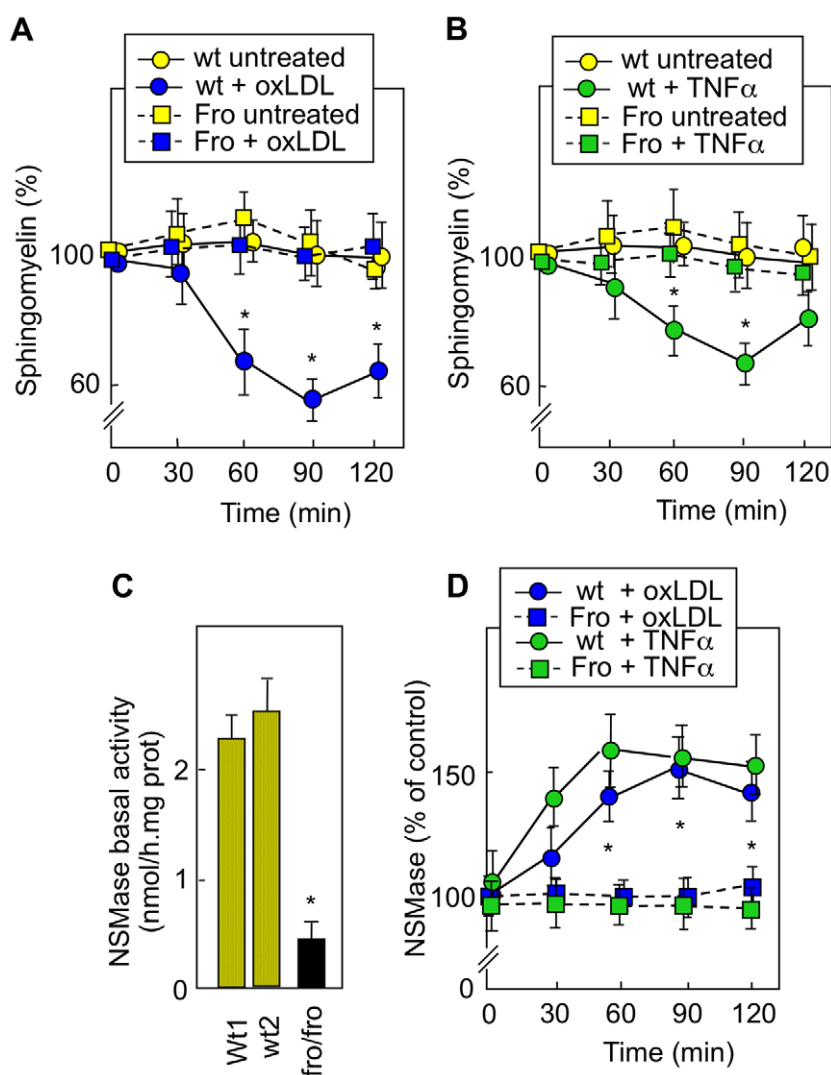 A
wt untreated
wt + oxLDL
Fro untreated
Fro + oxLDL
Sphingomyelin (%)
100
60
*
*
*
0 30 60 90 120
Time (min)
B
wt untreated
wt + TNFα
Fro untreated
Fro + TNFα
Sphingomyelin (%)
100
60
*
*
0 30 60 90 120
Time (min)
C
NSMase basal activity
(nmol/h.mg prot)
2
1
0
*
Wt1
wt2
fro/fro
D
wt + oxLDL
Fro + oxLDL
wt + TNFα
Fro + TNFα
NSMase (% of control)
150
100
0
*
*
*
0 30 60 90 120
Time (min)